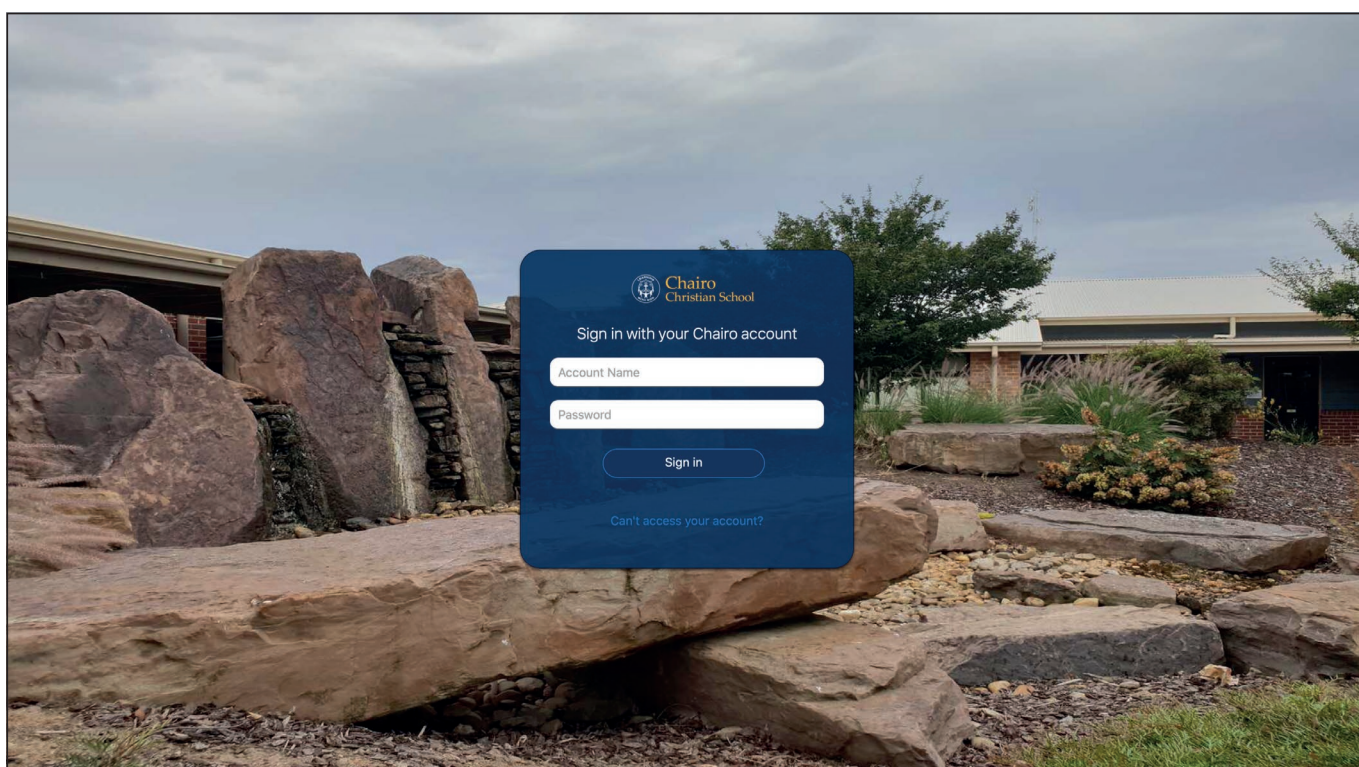 Chairo
Christian School
Sign in with your Chairo account
Account Name
Password
Sign in
Can't access your account?